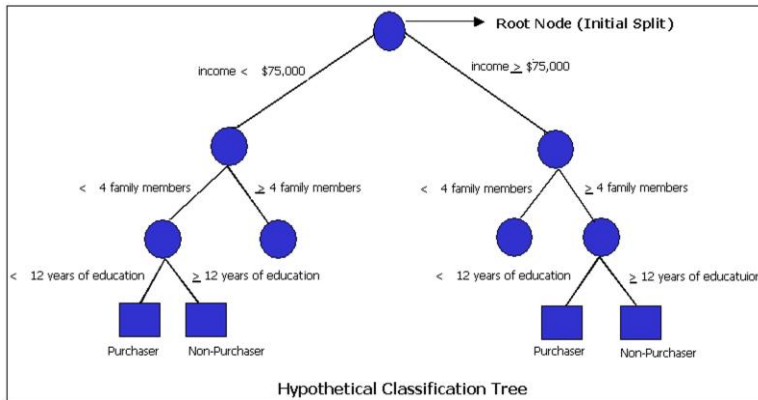 Root Node (Initial Split)
income < $75,000
income ≥ $75,000
< 4 family members
≥ 4 family members
< 4 family members
≥ 4 family members
< 12 years of education
≥ 12 years of education
< 12 years of education
≥ 12 years of educatuion
Purchaser
Non-Purchaser
Purchaser
Non-Purchaser
Hypothetical Classification Tree